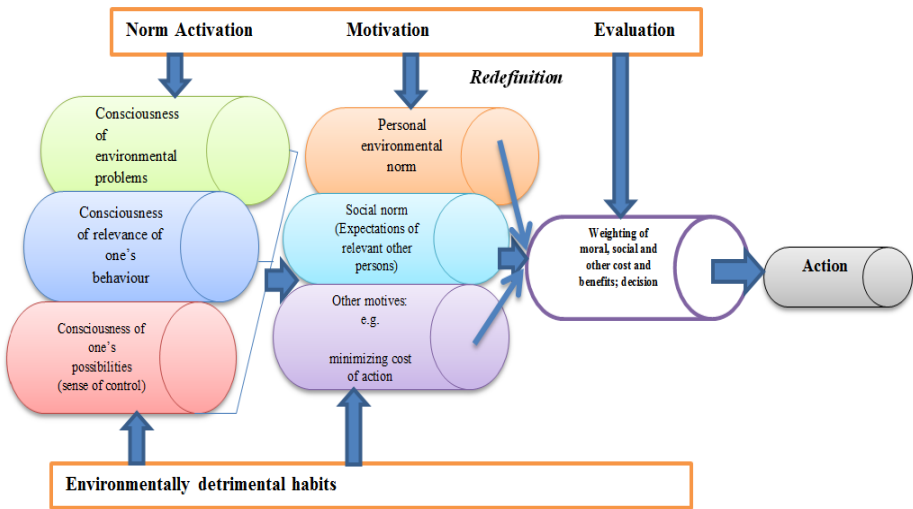 Norm Activation Motivation Evaluation
Redefinition
Consciousness
of
environmental
problems
Consciousness
of relevance of
one’s
behaviour
Consciousness of
one’s
possibilities
(sense of control)
Personal
environmental
norm
Social norm
(Expectations of
relevant other
persons)
Other motives:
e.g.
minimizing cost
of action
Weighting of
moral, social and
other cost and
benefits; decision
Action
Environmentally detrimental habits